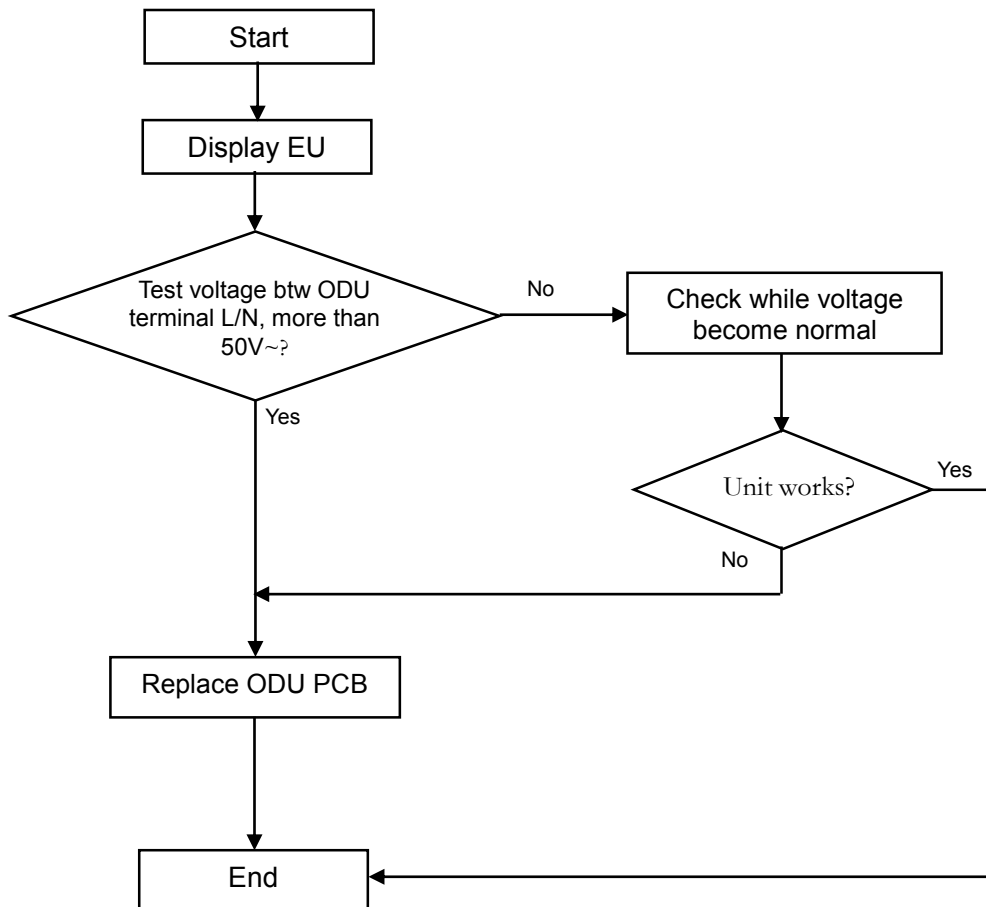 Start
Display EU
Test voltage btw ODU
terminal L/N, more than
50V~?
No
Check while voltage
become normal
Yes
Unit works?
Yes
No
Replace ODU PCB
End